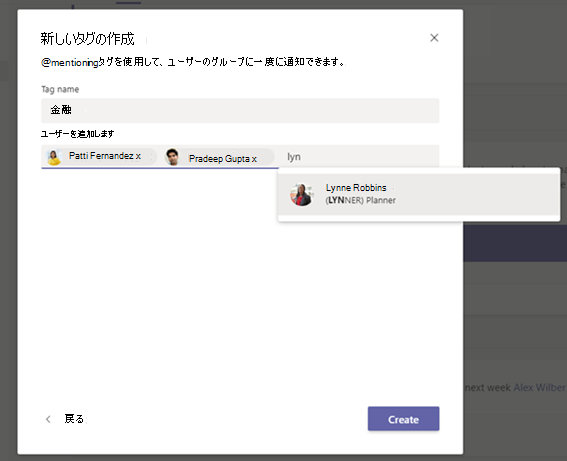 新しいタグの作成
@mentioningタグを使用して、ユーザーのグループに一度に通知できます。
Tag name
金融
ユーザーを追加します
Patti Fernandez x
Pradeep Gupta x
lyn
Lynne Robbins
(LYNNER) Planner
next week Alex Wilber
戻る
Create